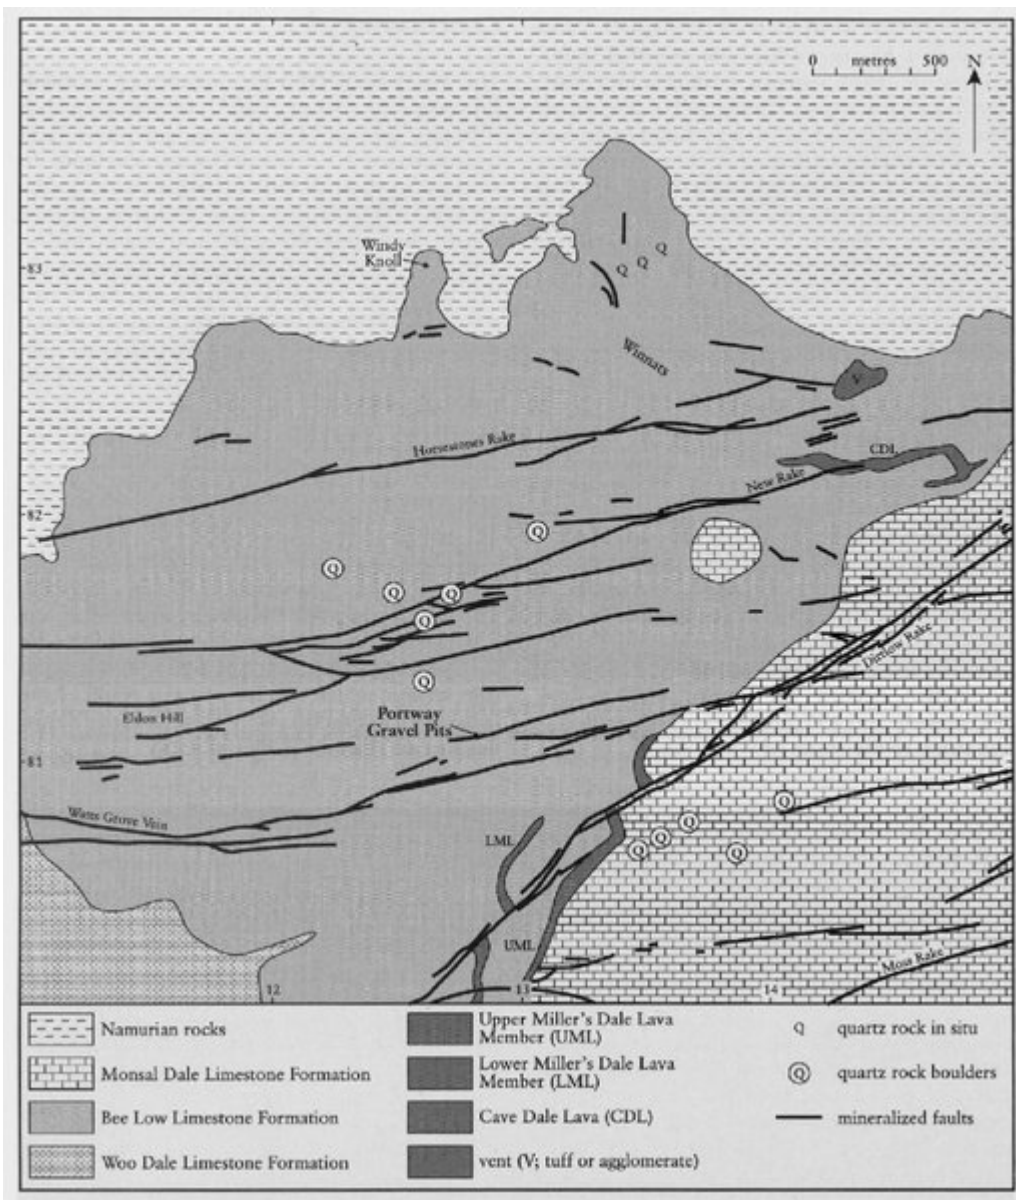 0 metres 500 N
Windy
Knoll
83
Q
Q
Q
Winnats
V
Horsestones Rake
CDL
New Rake
82
Q
Q
Q
Q
Q
Q
Dirtlow Rake
Eldon Hill
Portway
Gravel Pits
81
Q
Q
Q
Q
Q
Watts Grove Vein
LML
UML
Moss Rake
12
13
14
Namurian rocks
Monsal Dale Limestone Formation
Bee Low Limestone Formation
Woo Dale Limestone Formation
Upper Miller's Dale Lava
Member (UML)
Lower Miller's Dale Lava
Member (LML)
Cave Dale Lava (CDL)
vent (V; tuff or agglomerate)
Q quartz rock in situ
Q quartz rock boulders
mineralized faults